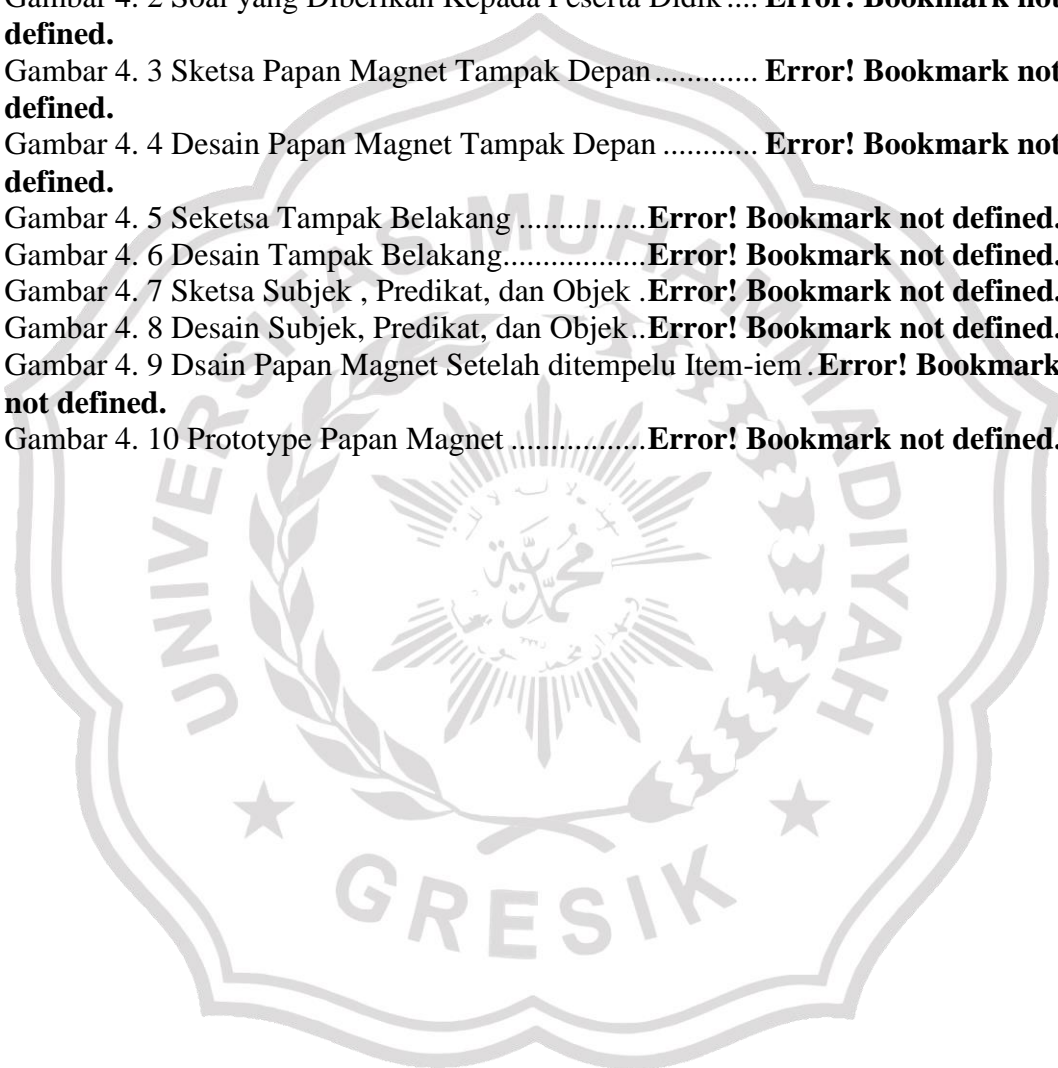 Gambar 4. 2 Soal yang Diberikan Kepada Peserta Didik .... Error! Bookmark not
defined.
Gambar 4. 3 Sketsa Papan Magnet Tampak Depan ............. Error! Bookmark not
defined.
Gambar 4. 4 Desain Papan Magnet Tampak Depan ............ Error! Bookmark not
defined.
Gambar 4. 5 Seketsa Tampak Belakang ................Error! Bookmark not defined.
Gambar 4. 6 Desain Tampak Belakang..................Error! Bookmark not defined.
Gambar 4. 7 Sketsa Subjek , Predikat, dan Objek .Error! Bookmark not defined.
Gambar 4. 8 Desain Subjek, Predikat, dan Objek..Error! Bookmark not defined.
Gambar 4. 9 Dsain Papan Magnet Setelah ditempelu Item-iem .Error! Bookmark
not defined.
Gambar 4. 10 Prototype Papan Magnet .................Error! Bookmark not defined.
UNIVERSITAS MUHAMMADIYAH
محمدية
GRESIK